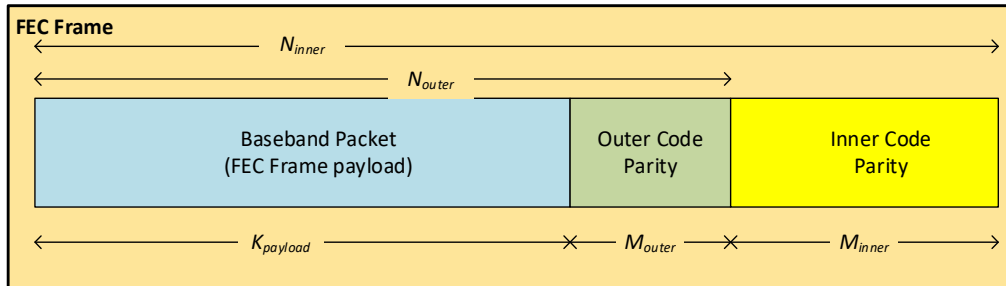 FEC Frame
N_inner
N_outer
Baseband Packet
(FEC Frame payload)
Outer Code
Parity
Inner Code
Parity
K_payload
M_outer
M_inner